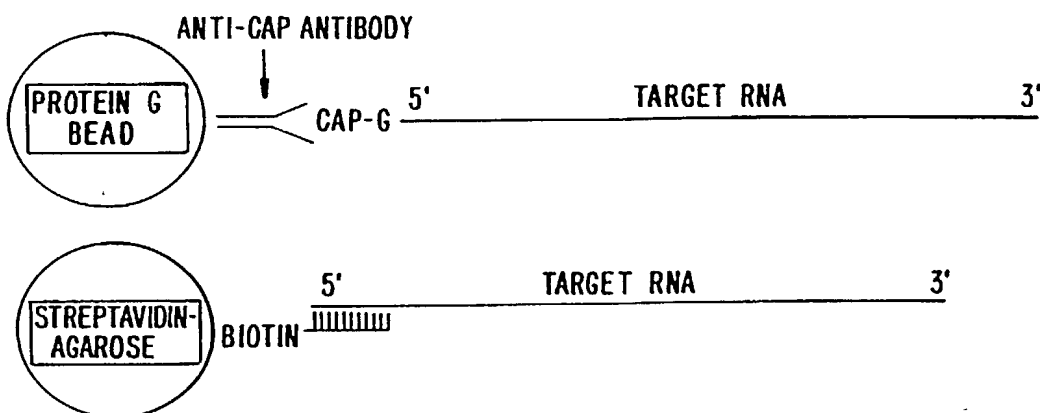 ANTI-CAP ANTIBODY
PROTEIN G
BEAD
CAP-G
5' TARGET RNA 3'
5' TARGET RNA 3'
STREPTAVIDIN-
AGAROSE
BIOTIN